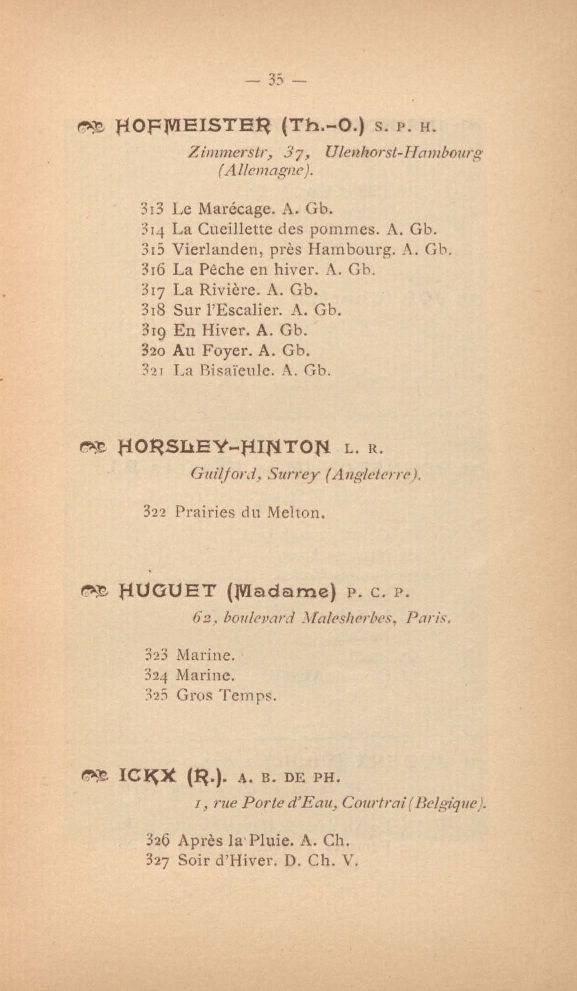 — 35 —
HOFMEISTER (Th.-O.) S. P. H.
Zimmerstr, 37, Ulenhorst-Hambourg
(Allemagne).
313 Le Marécage. A. Gb.
314 La Cueillette des pommes. A. Gb.
315 Vierlanden, près Hambourg. A. Gb.
316 La Pêche en hiver. A. Gb.
317 La Rivière. A. Gb.
318 Sur l'Escalier. A. Gb.
319 En Hiver. A. Gb.
320 Au Foyer. A. Gb.
321 La Bisaïeule. A. Gb.
HORSLEY-HINTON L. R.
Guilford, Surrey (Angleterre).
322 Prairies du Melton.
HUGUET (Madame) P. C. P.
62, boulevard Malesherbes, Paris.
323 Marine.
324 Marine.
325 Gros Temps.
ICKX (R.). A. B. DE PH.
1, rue Porte d'Eau, Courtrai (Belgique).
326 Après la Pluie. A. Ch.
327 Soir d'Hiver. D. Ch. V.